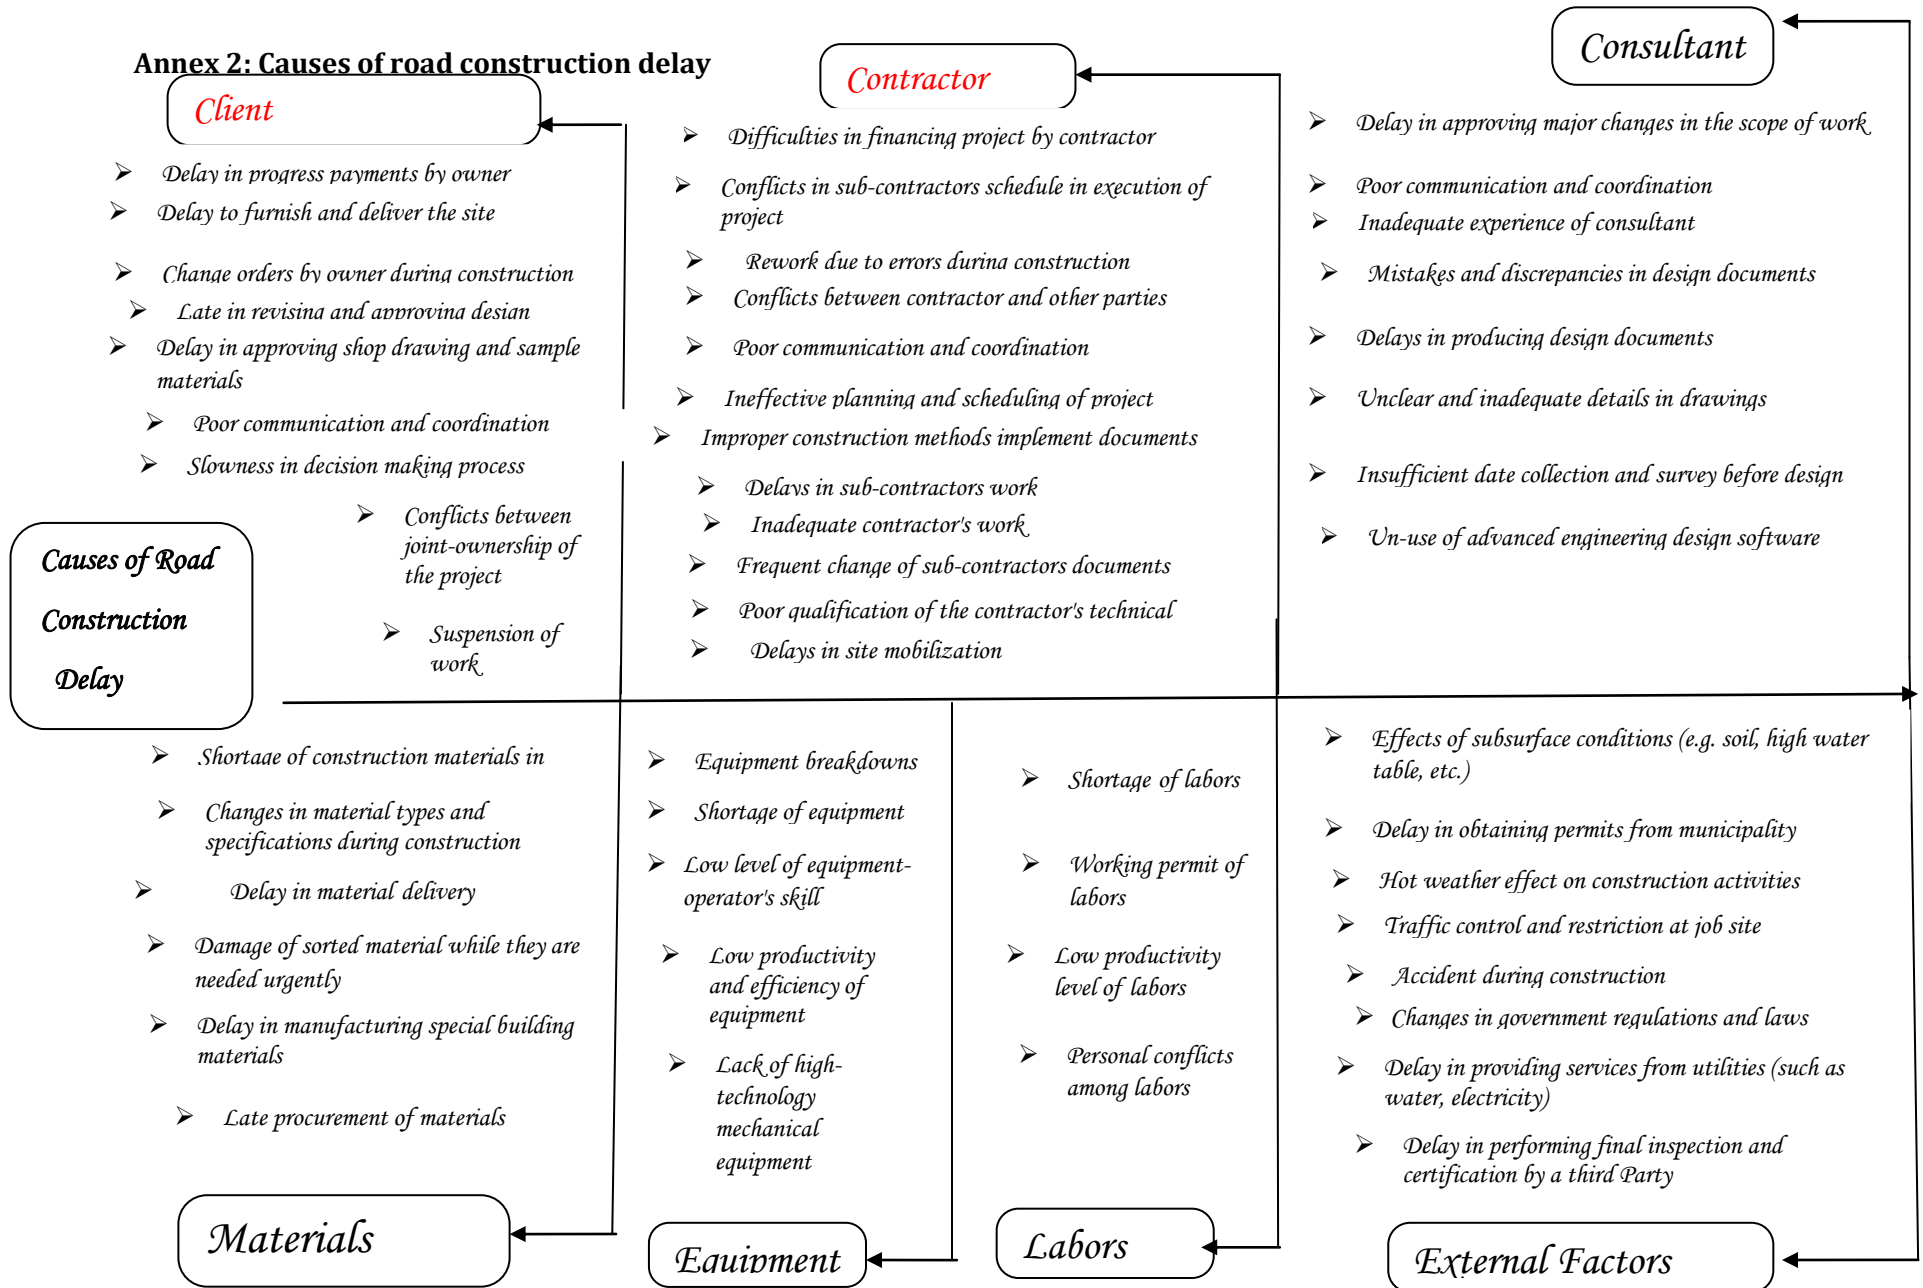 Annex 2: Causes of road construction delay
Client
➢ Delay in progress payments by owner
➢ Delay to furnish and deliver the site
➢ Change orders by owner during construction
➢ Late in revising and approving design
➢ Delay in approving shop drawing and sample
materials
➢ Poor communication and coordination
➢ Slowness in decision making process
➢ Conflicts between
joint-ownership of
the project
➢ Suspension of
work
Contractor
➢ Difficulties in financing project by contractor
➢ Conflicts in sub-contractors schedule in execution of
project
➢ Rework due to errors during construction
➢ Conflicts between contractor and other parties
➢ Poor communication and coordination
➢ Ineffective planning and scheduling of project
➢ Improper construction methods implement documents
➢ Delays in sub-contractors work
➢ Inadequate contractor's work
➢ Frequent change of sub-contractors documents
➢ Poor qualification of the contractor's technical
➢ Delays in site mobilization
Consultant
➢ Delay in approving major changes in the scope of work
➢ Poor communication and coordination
➢ Inadequate experience of consultant
➢ Mistakes and discrepancies in design documents
➢ Delays in producing design documents
➢ Unclear and inadequate details in drawings
➢ Insufficient date collection and survey before design
➢ Un-use of advanced engineering design software
Causes of Road
Construction
Delay
➢ Shortage of construction materials in
➢ Changes in material types and
specifications during construction
➢ Delay in material delivery
➢ Damage of sorted material while they are
needed urgently
➢ Delay in manufacturing special building
materials
➢ Late procurement of materials
Materials
➢ Equipment breakdowns
➢ Shortage of equipment
➢ Low level of equipment-
operator's skill
➢ Low productivity
and efficiency of
equipment
➢ Lack of high-
technology
mechanical
equipment
Equipment
➢ Shortage of labors
➢ Working permit of
labors
➢ Low productivity
level of labors
➢ Personal conflicts
among labors
Labors
➢ Effects of subsurface conditions (e.g. soil, high water
table, etc.)
➢ Delay in obtaining permits from municipality
➢ Hot weather effect on construction activities
➢ Traffic control and restriction at job site
➢ Accident during construction
➢ Changes in government regulations and laws
➢ Delay in providing services from utilities (such as
water, electricity)
➢ Delay in performing final inspection and
certification by a third Party
External Factors